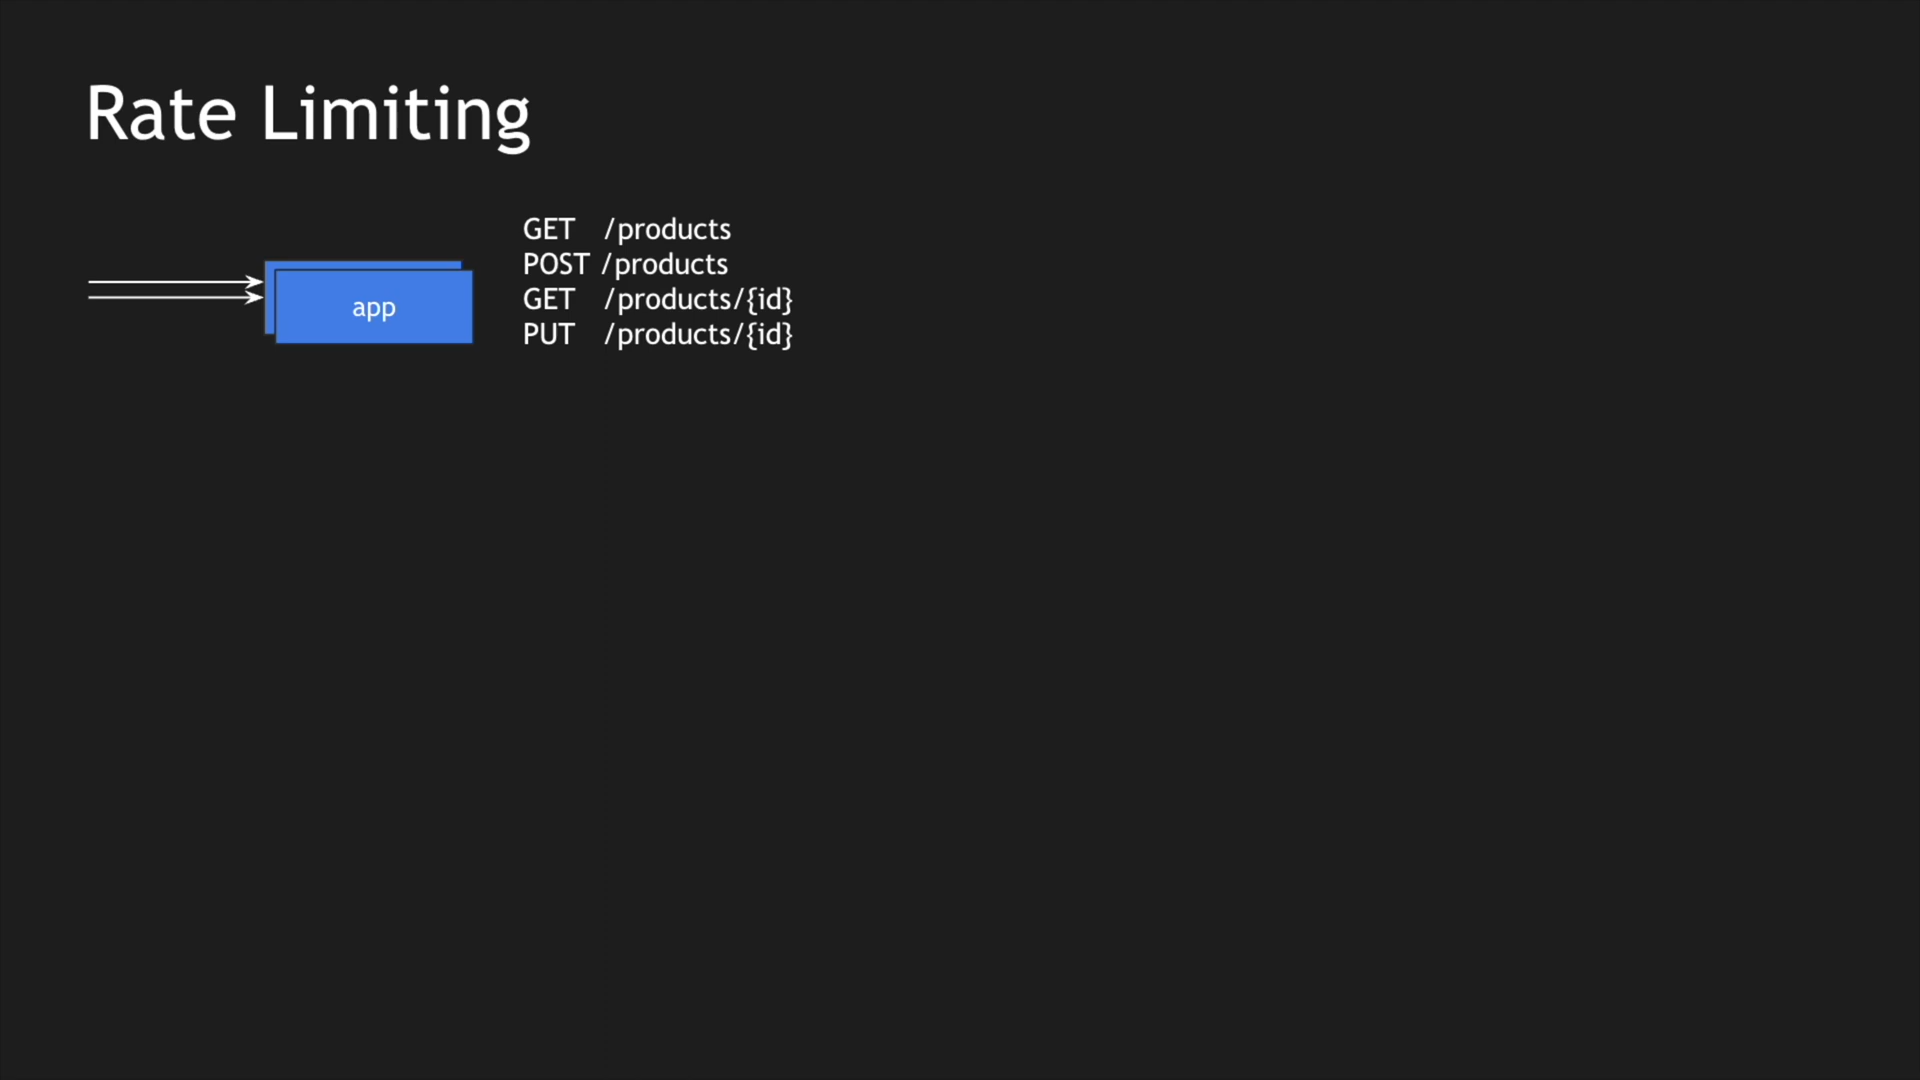 Rate Limiting
GET /products
POST /products
GET /products/{id}
PUT /products/{id}
app